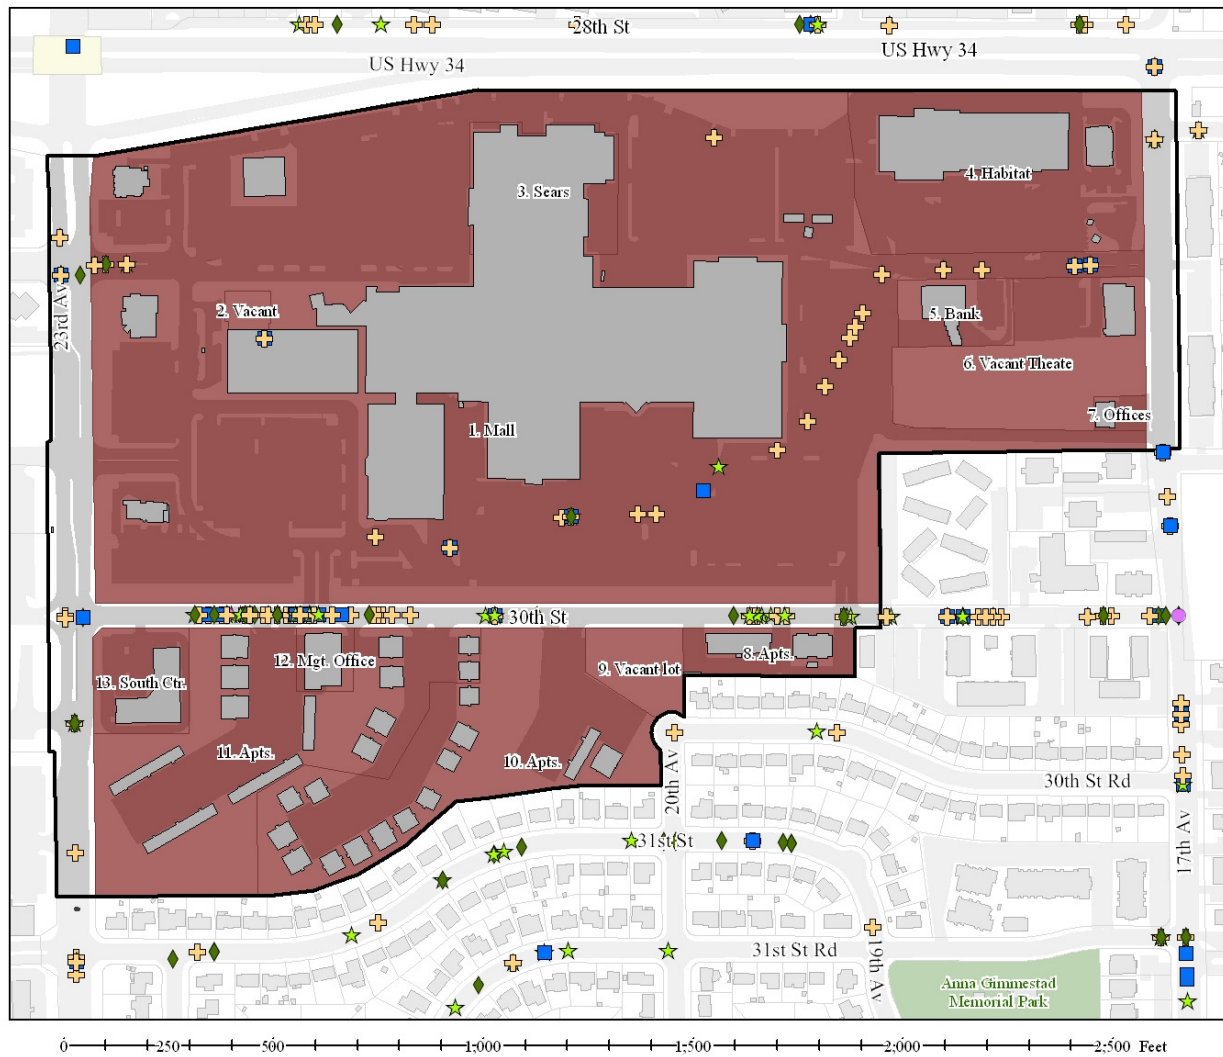 28th St
US Hwy 34
US Hwy 34
4. Habitat
3. Sears
2. Vacant
5. Bank
23rd Av
6. Vacant Theate
7. Offices
1. Mall
30th St
8. Apts.
12. Mgt. Office
9. Vacant lot
13. South Ctr.
11. Apts.
10. Apts.
20th Av
30th St Rd
31st St
17th Av
31st St Rd
19th Av
Anna Gimmestad
Memorial Park
0 250 500 1,000 1,500 2,000 2,500 Feet